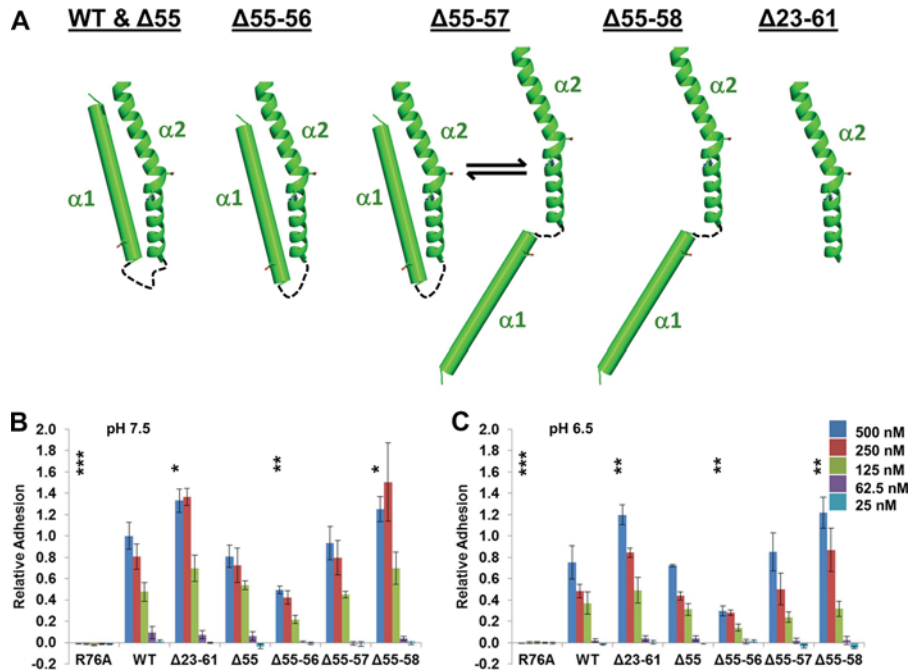 A
WT & Δ55
Δ55-56
Δ55-57
Δ55-58
Δ23-61
α2
α1
α2
α1
α2
α1
α2
α1
α2
α1
α2
B
pH 7.5
Relative Adhesion
2.0
1.8
1.6
1.4
1.2
1.0
0.8
0.6
0.4
0.2
0.0
-0.2
***
*
**
*
R76A WT Δ23-61 Δ55 Δ55-56 Δ55-57 Δ55-58
C
pH 6.5
Relative Adhesion
2.0
1.8
1.6
1.4
1.2
1.0
0.8
0.6
0.4
0.2
0.0
-0.2
***
**
**
**
R76A WT Δ23-61 Δ55 Δ55-56 Δ55-57 Δ55-58
500 nM
250 nM
125 nM
62.5 nM
25 nM